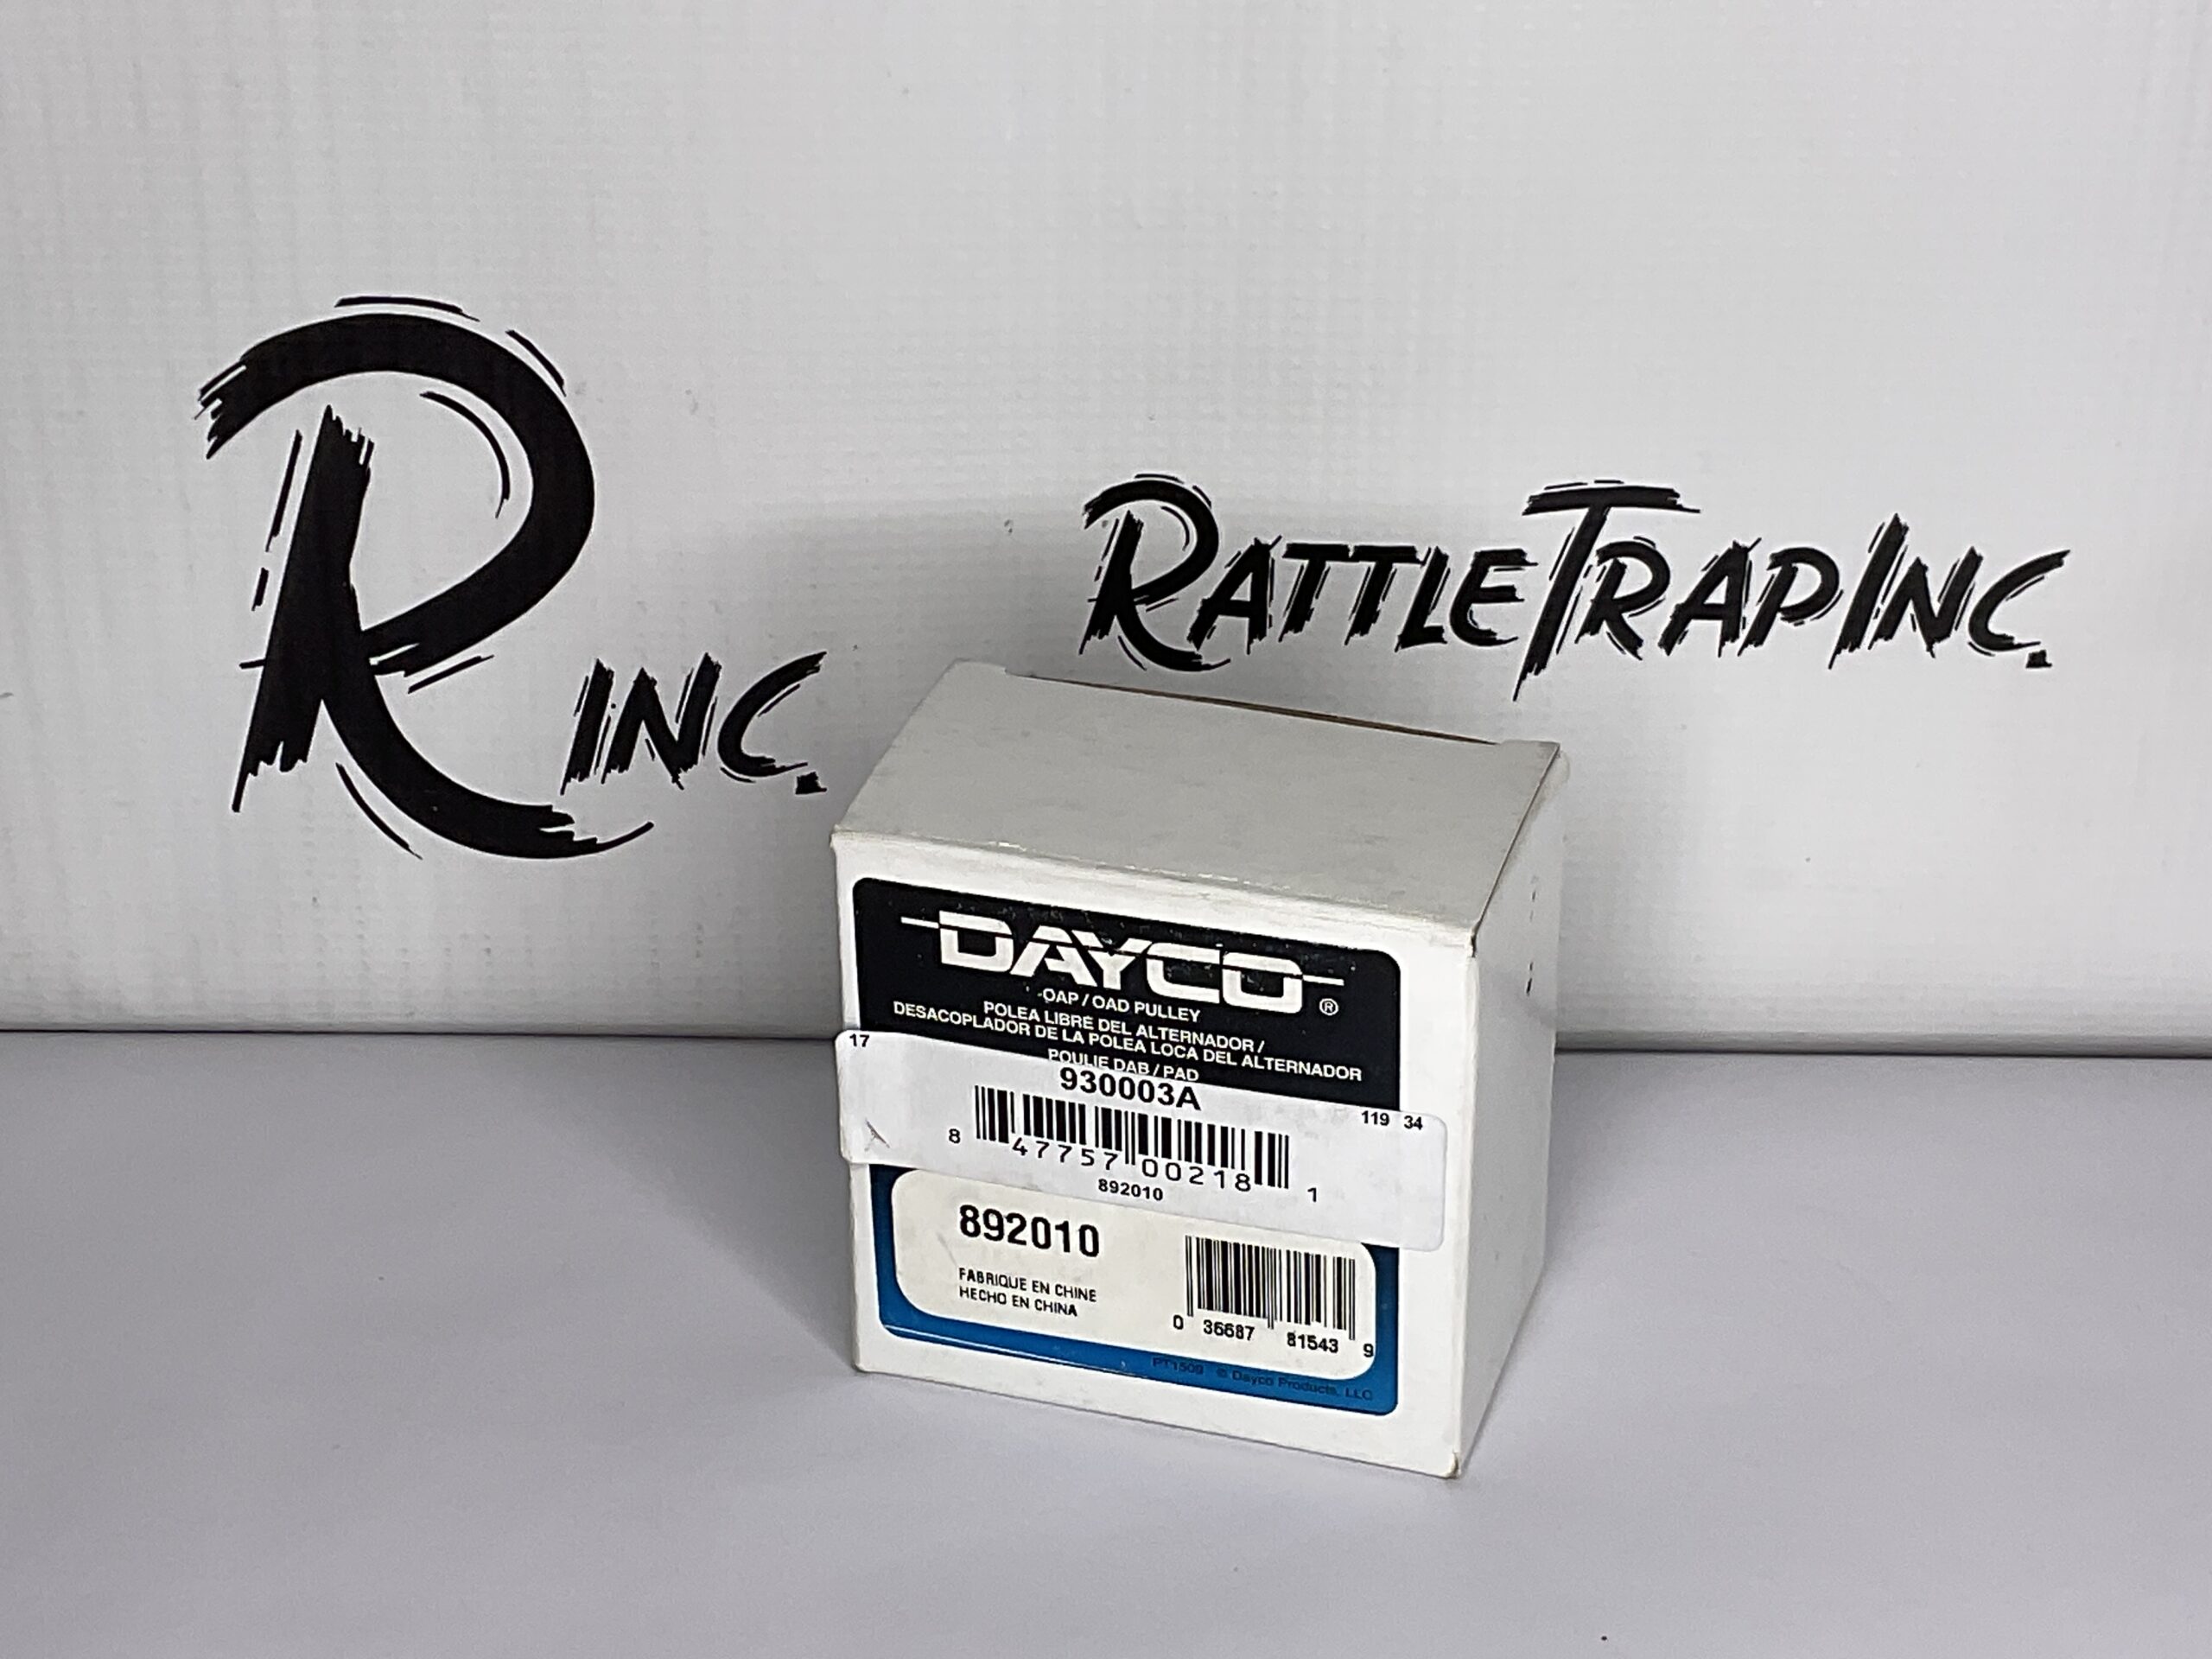 R INC.
RATTLETRAP INC.
DAYCO®
OAP / OAD PULLEY
POLEA LIBRE DEL ALTERNADOR /
DESACOPLADOR DE LA POLEA LOCA DEL ALTERNADOR
POULIE DAB / PAD
17
930003A
119 34
8 47757 00218 1
892010
892010
FABRIQUE EN CHINE
HECHO EN CHINA
0 36687 81543 9
PT1509 © Dayco Products, LLC